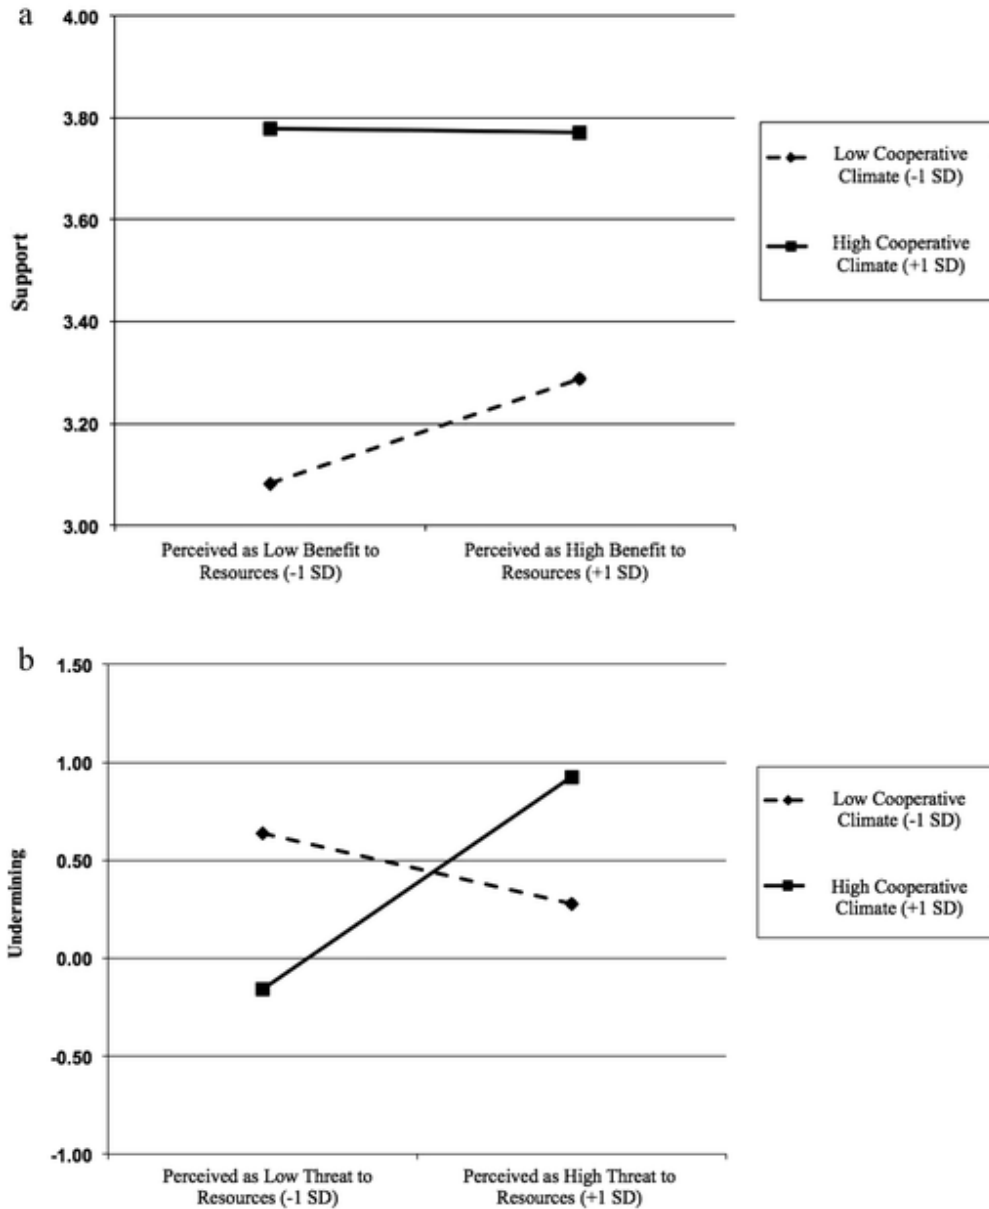 a
4.00
3.80
3.60
3.40
3.20
3.00
Support
Perceived as Low Benefit to
Resources (-1 SD)
Perceived as High Benefit to
Resources (+1 SD)
Low Cooperative
Climate (-1 SD)
High Cooperative
Climate (+1 SD)
b
1.50
1.00
0.50
0.00
-0.50
-1.00
Undermining
Perceived as Low Threat to
Resources (-1 SD)
Perceived as High Threat to
Resources (+1 SD)
Low Cooperative
Climate (-1 SD)
High Cooperative
Climate (+1 SD)